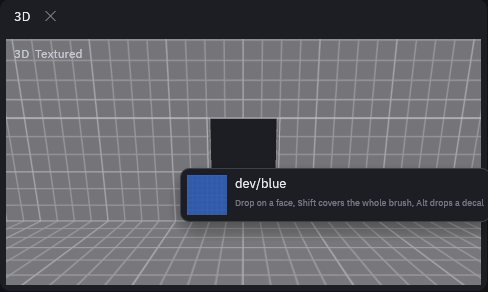 3D
3D Textured
dev/blue
Drop on a face, Shift covers the whole brush, Alt drops a decal